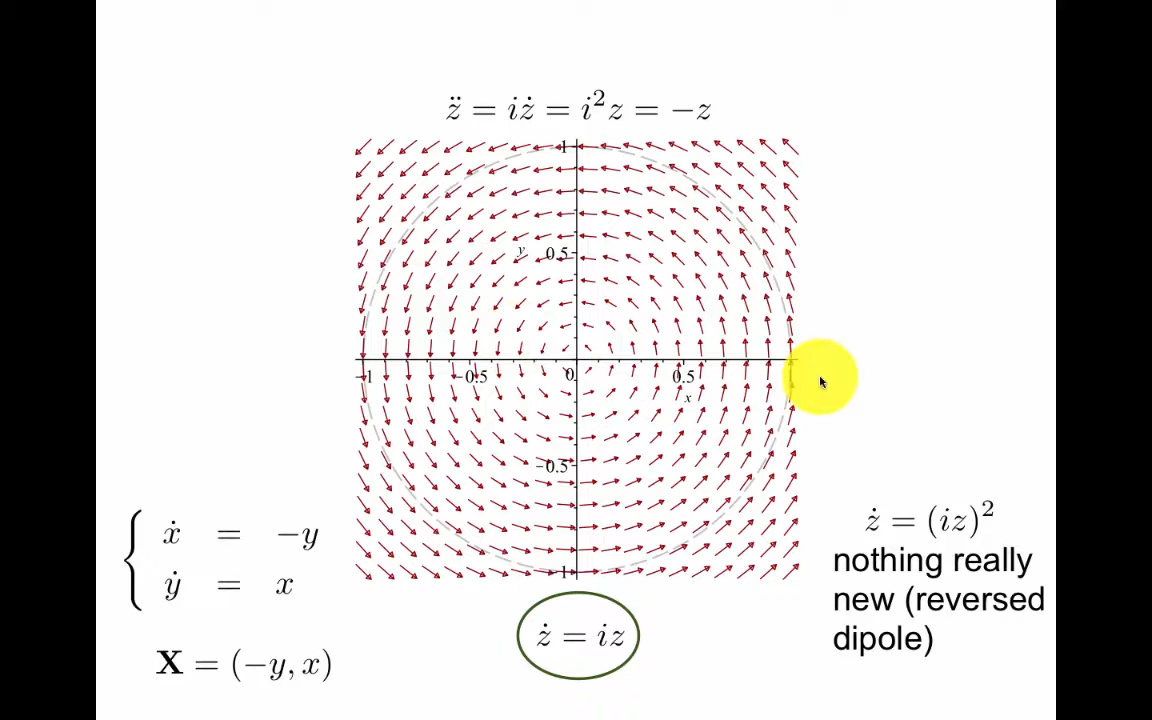 z̈ = iż = i²z = −z
1
y
0.5
−1
−0.5
0
0.5
x
−0.5
−1
{ ẋ = −y
ẏ = x
ż = (iz)²
nothing really
new (reversed
dipole)
ż = iz
𝐗 = (−y, x)